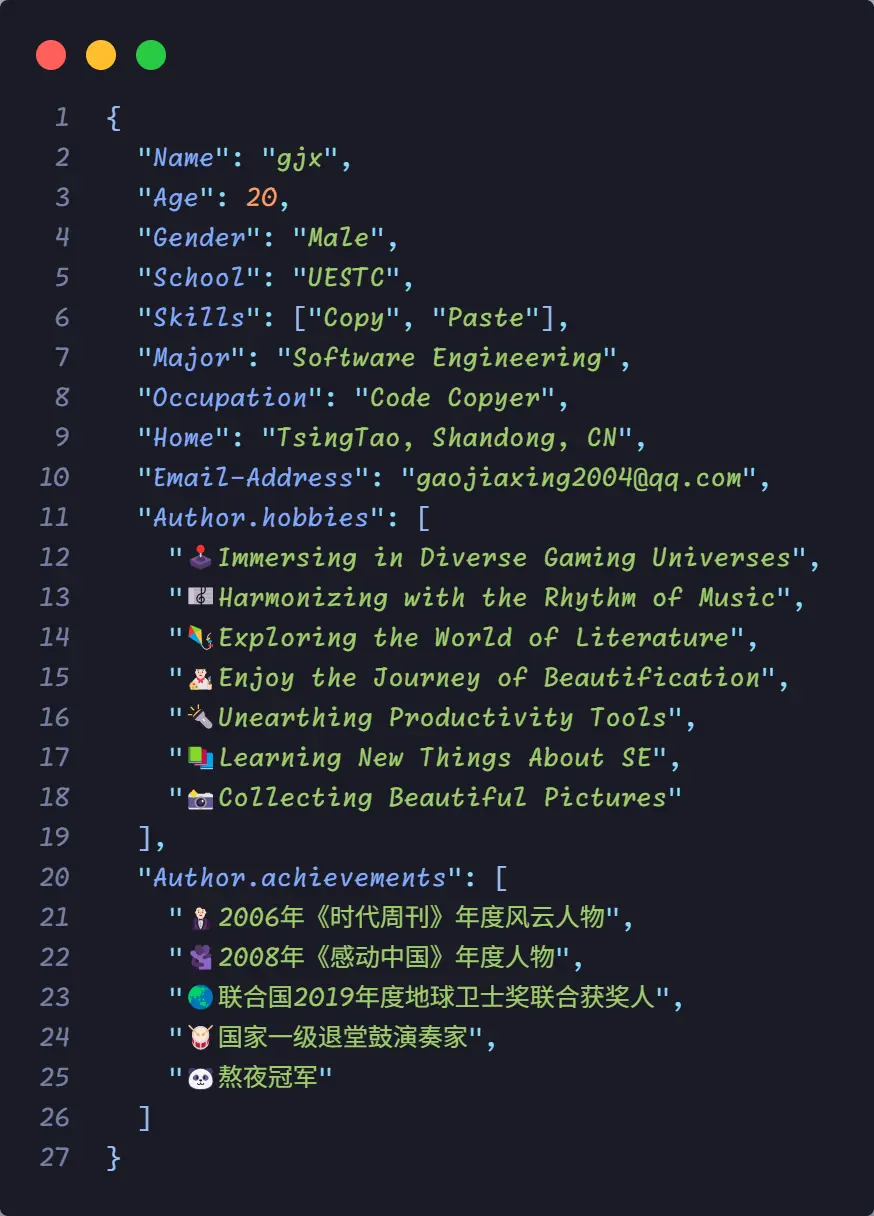 1 {
2 "Name": "gjx",
3 "Age": 20,
4 "Gender": "Male",
5 "School": "UESTC",
6 "Skills": ["Copy", "Paste"],
7 "Major": "Software Engineering",
8 "Occupation": "Code Copyer",
9 "Home": "TsingTao, Shandong, CN",
10 "Email-Address": "gaojiaxing2004@qq.com",
11 "Author.hobbies": [
12 "🕹️Immersing in Diverse Gaming Universes",
13 "🎼Harmonizing with the Rhythm of Music",
14 "🪁Exploring the World of Literature",
15 "🧑‍🎨Enjoy the Journey of Beautification",
16 "🔦Unearthing Productivity Tools",
17 "📚Learning New Things About SE",
18 "📸Collecting Beautiful Pictures"
19 ],
20 "Author.achievements": [
21 "🤵🏻2006年《时代周刊》年度风云人物",
22 "2008年《感动中国》年度人物",
23 "🌏联合国2019年度地球卫士奖联合获奖人",
24 "🥁国家一级退堂鼓演奏家",
25 "🐼熬夜冠军"
26 ]
27 }